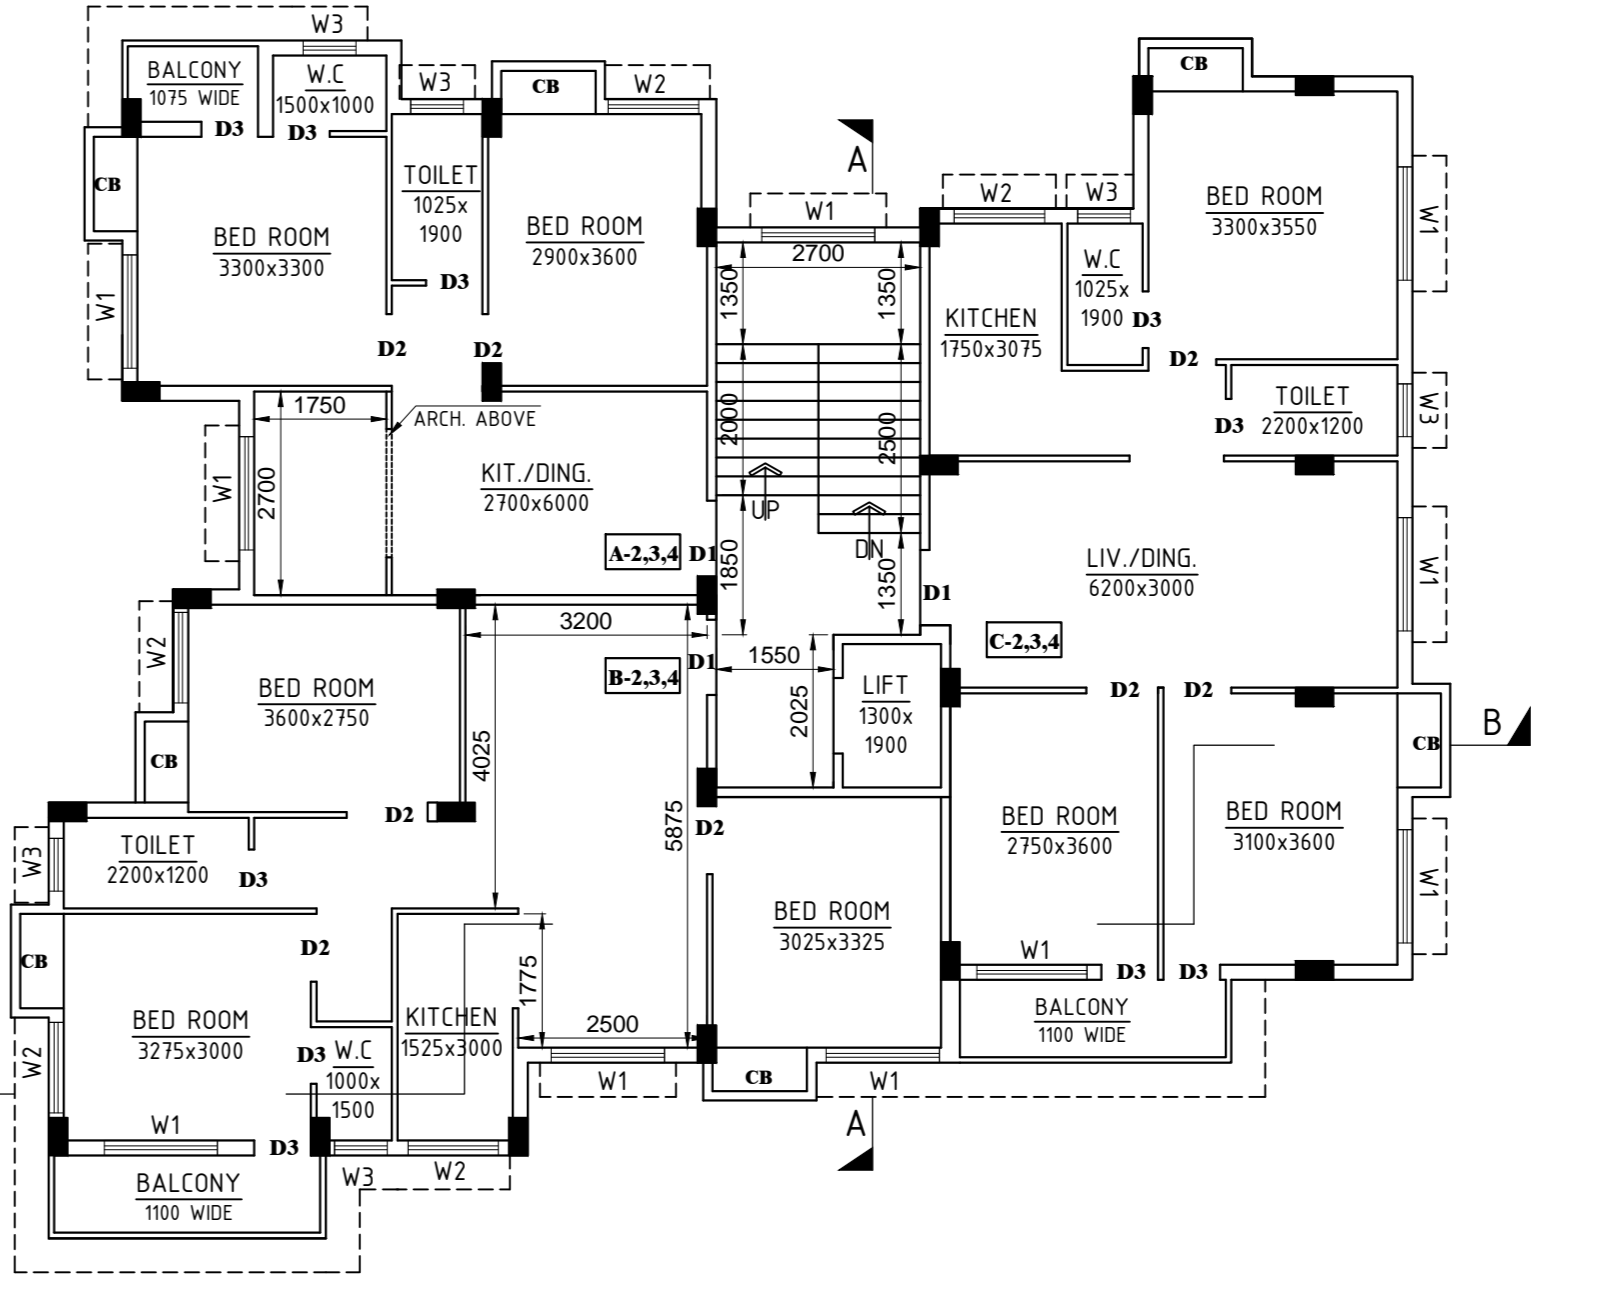 W3
BALCONY
1075 WIDE
W.C
1500x1000
D3
D3
CB
W3
CB
W2
TOILET
1025x
1900
D3
BED ROOM
3300x3300
BED ROOM
2900x3600
W1
D2
D2
A
W1
2700
1350
1350
2000
2500
UP
DN
1850
1350
W2
W3
CB
BED ROOM
3300x3550
W1
KITCHEN
1750x3075
W.C
1025x
1900
D3
D2
TOILET
2200x1200
D3
W3
1750
2700
W1
ARCH. ABOVE
KIT./DING.
2700x6000
A-2,3,4
D1
LIV./DING.
6200x3000
W1
D1
C-2,3,4
3200
B-2,3,4
D1
1550
2025
LIFT
1300x
1900
D2
D2
W2
BED ROOM
3600x2750
CB
4025
5875
D2
D2
CB
B
BED ROOM
2750x3600
BED ROOM
3100x3600
W1
W3
TOILET
2200x1200
D3
D2
CB
BED ROOM
3025x3325
W1
D3
D3
BALCONY
1100 WIDE
BED ROOM
3275x3000
W2
D3
W.C
1000x
1500
KITCHEN
1525x3000
1775
2500
W1
CB
W1
W1
D3
W3
W2
A
BALCONY
1100 WIDE